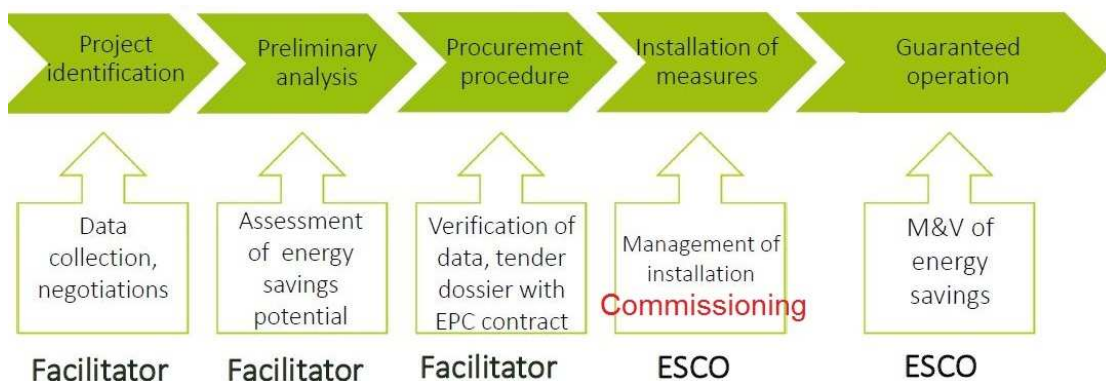 Project
identification
Preliminary
analysis
Procurement
procedure
Installation of
measures
Guaranteed
operation
Data
collection,
negotiations
Assessment
of energy
savings
potential
Verification of
data, tender
dossier with
EPC contract
Management of
installation
Commissioning
M&V of
energy
savings
Facilitator
Facilitator
Facilitator
ESCO
ESCO